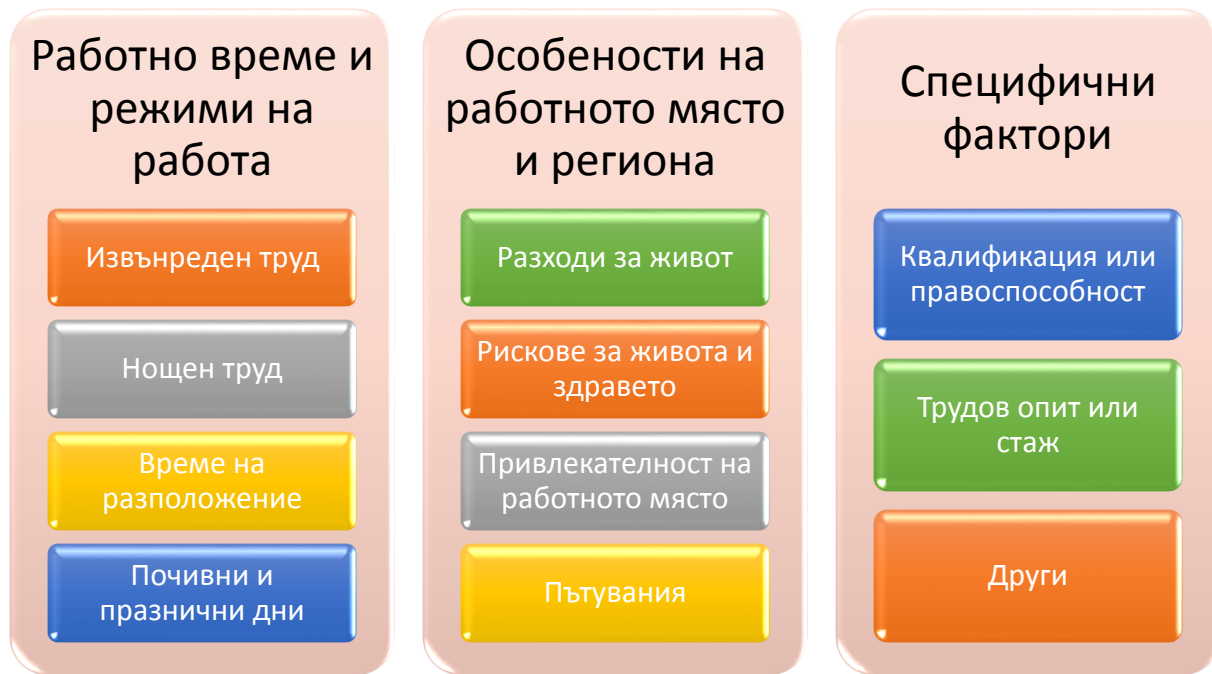 Работно време и
режими на
работа
Извънреден труд
Нощен труд
Време на
разположение
Почивни и
празнични дни
Особености на
работното място
и региона
Разходи за живот
Рискове за живота и
здравето
Привлекателност на
работното място
Пътувания
Специфични
фактори
Квалификация или
правоспособност
Трудов опит или
стаж
Други